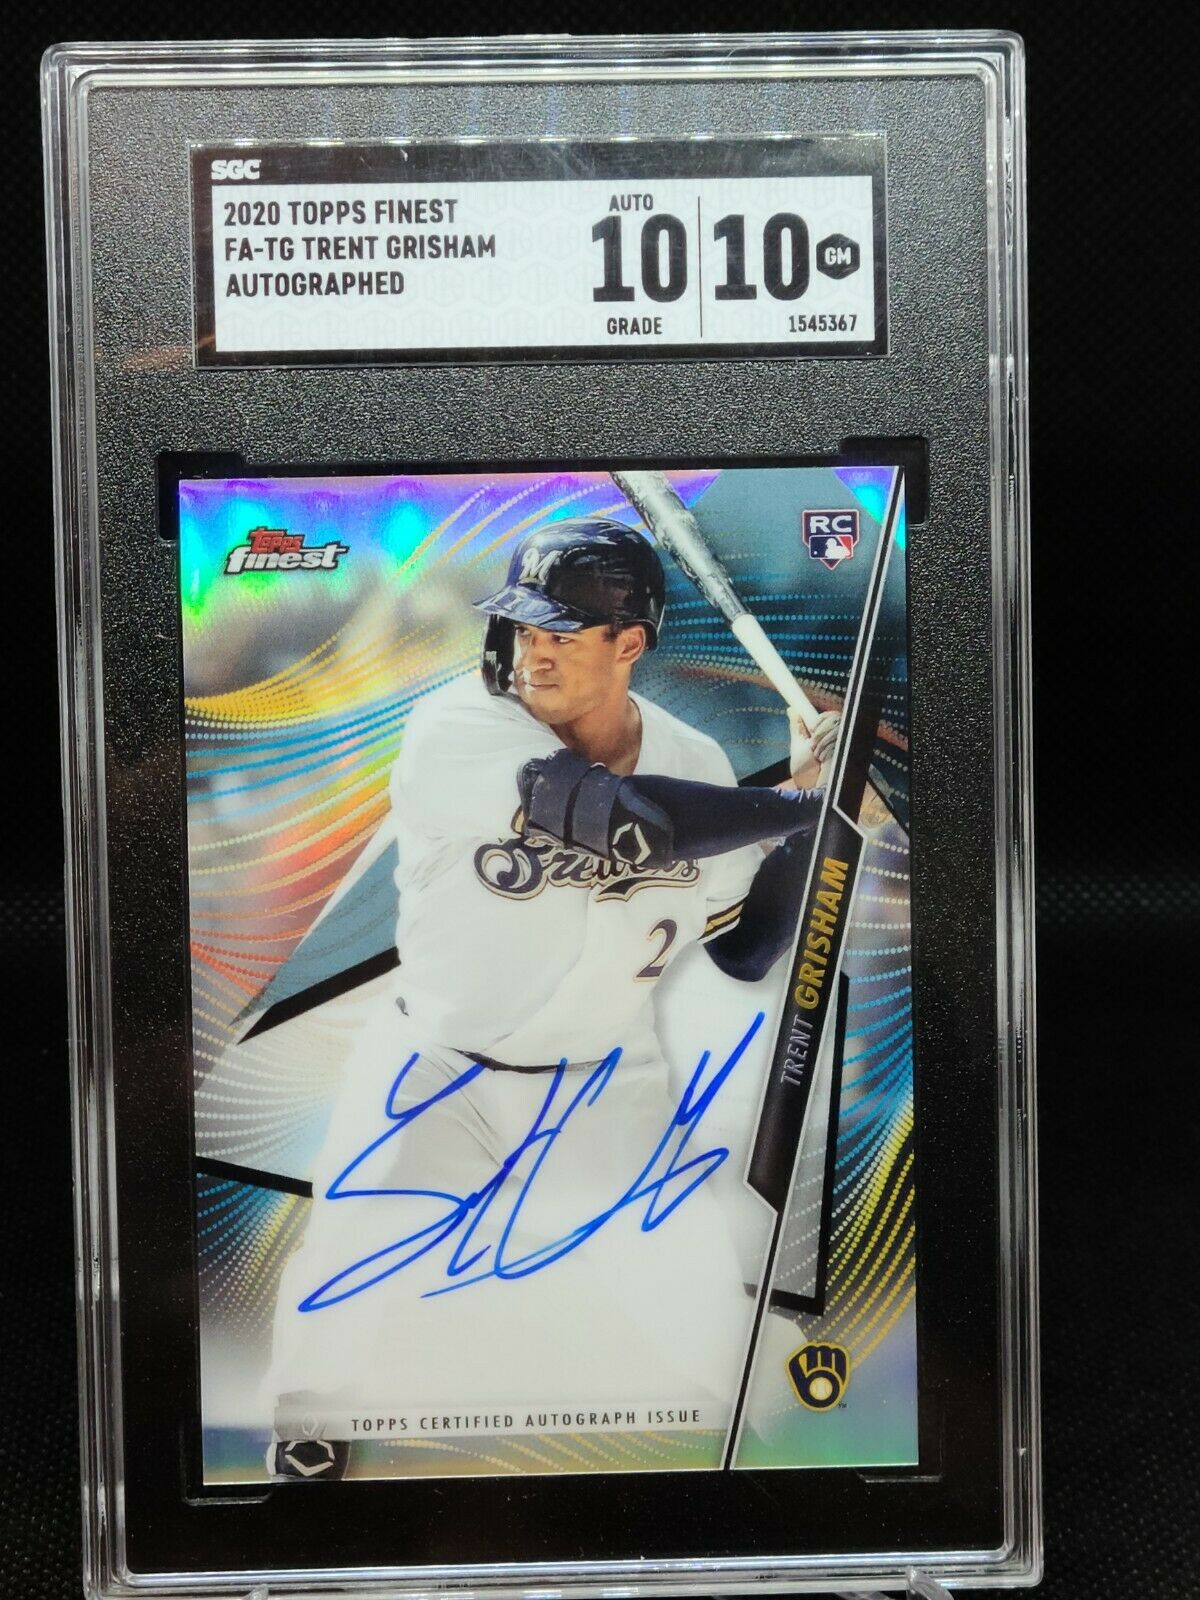 SGC
2020 TOPPS FINEST
FA-TG TRENT GRISHAM
AUTOGRAPHED
AUTO
10
GRADE
10 GM
1545367
Topps
finest
RC
M
Brewers
2
TRENT GRISHAM
TOPPS CERTIFIED AUTOGRAPH ISSUE